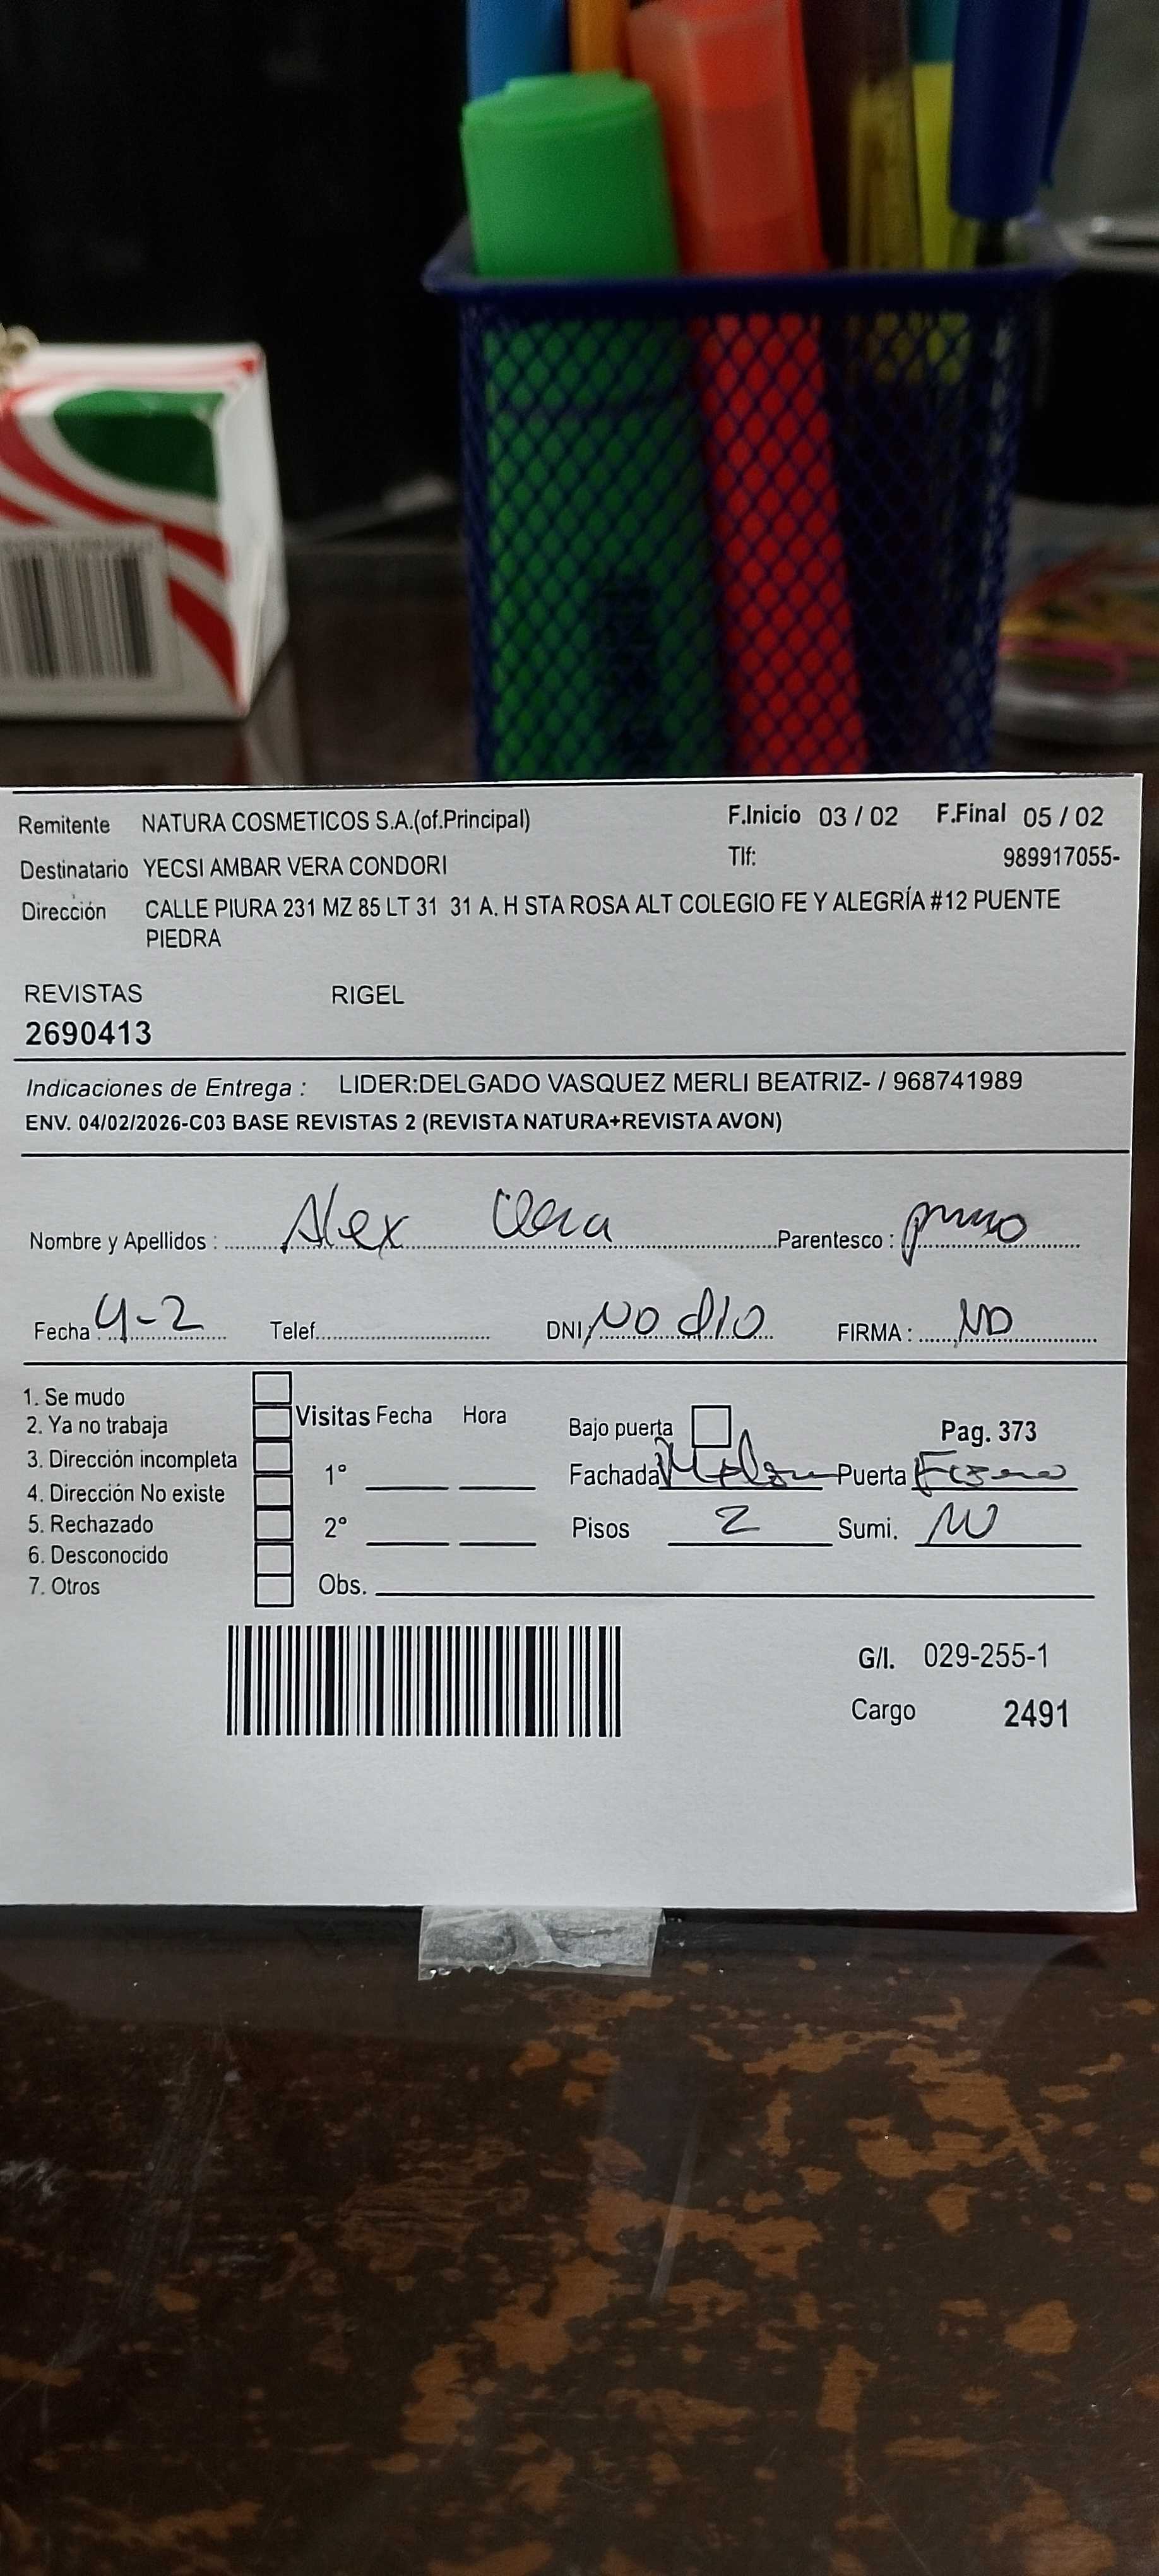 Remitente NATURA COSMETICOS S.A.(of.Principal) F.Inicio 03 / 02 F.Final 05 / 02
Destinatario YECSI AMBAR VERA CONDORI Tlf: 989917055-
Dirección CALLE PIURA 231 MZ 85 LT 31 31 A. H STA ROSA ALT COLEGIO FE Y ALEGRÍA #12 PUENTE
PIEDRA
REVISTAS RIGEL
2690413
Indicaciones de Entrega : LIDER:DELGADO VASQUEZ MERLI BEATRIZ- / 968741989
ENV. 04/02/2026-C03 BASE REVISTAS 2 (REVISTA NATURA+REVISTA AVON)
Nombre y Apellidos : Alex Vera Parentesco : primo
Fecha : 4-2 Telef. DNI: NO dio FIRMA : NO
1. Se mudo
2. Ya no trabaja Visitas Fecha Hora Bajo puerta Pag. 373
3. Dirección incompleta 1° Fachada Puerta Fierro
4. Dirección No existe
5. Rechazado 2° Pisos 2 Sumi.
6. Desconocido
7. Otros Obs.
G/I. 029-255-1
Cargo 2491